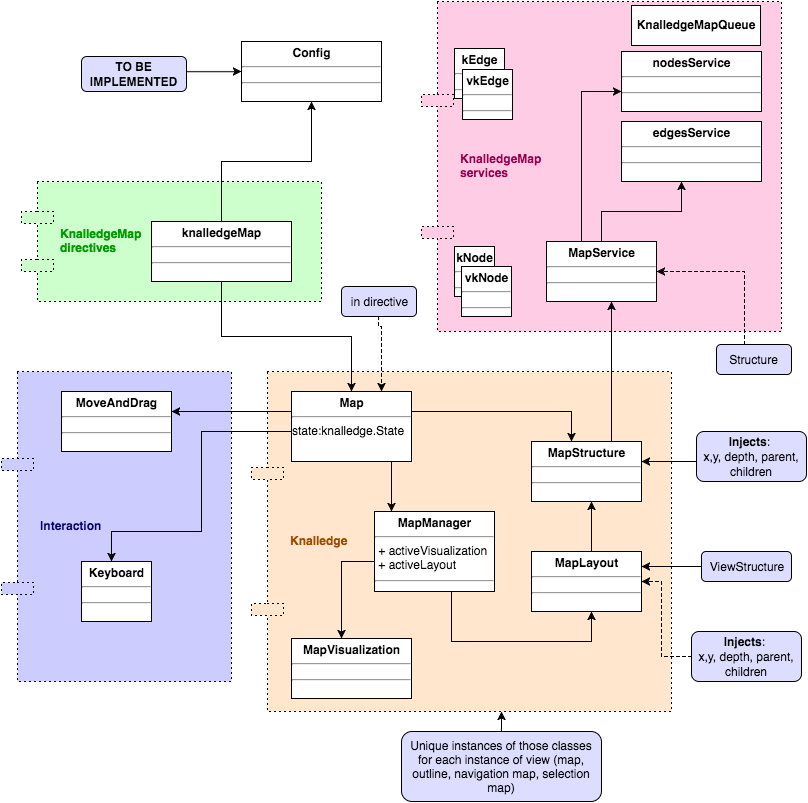 KnalledgeMapQueue
TO BE
IMPLEMENTED
Config
kEdge
vkEdge
nodesService
edgesService
KnalledgeMap
services
KnalledgeMap
directives
knalledgeMap
kNode
vkNode
MapService
in directive
Structure
MoveAndDrag
Map
state:knalledge.State
MapStructure
Injects:
x,y, depth, parent,
children
Interaction
Knalledge
MapManager
+ activeVisualization
+ activeLayout
Keyboard
MapLayout
ViewStructure
MapVisualization
Injects:
x,y, depth, parent,
children
Unique instances of those classes
for each instance of view (map,
outline, navigation map, selection
map)